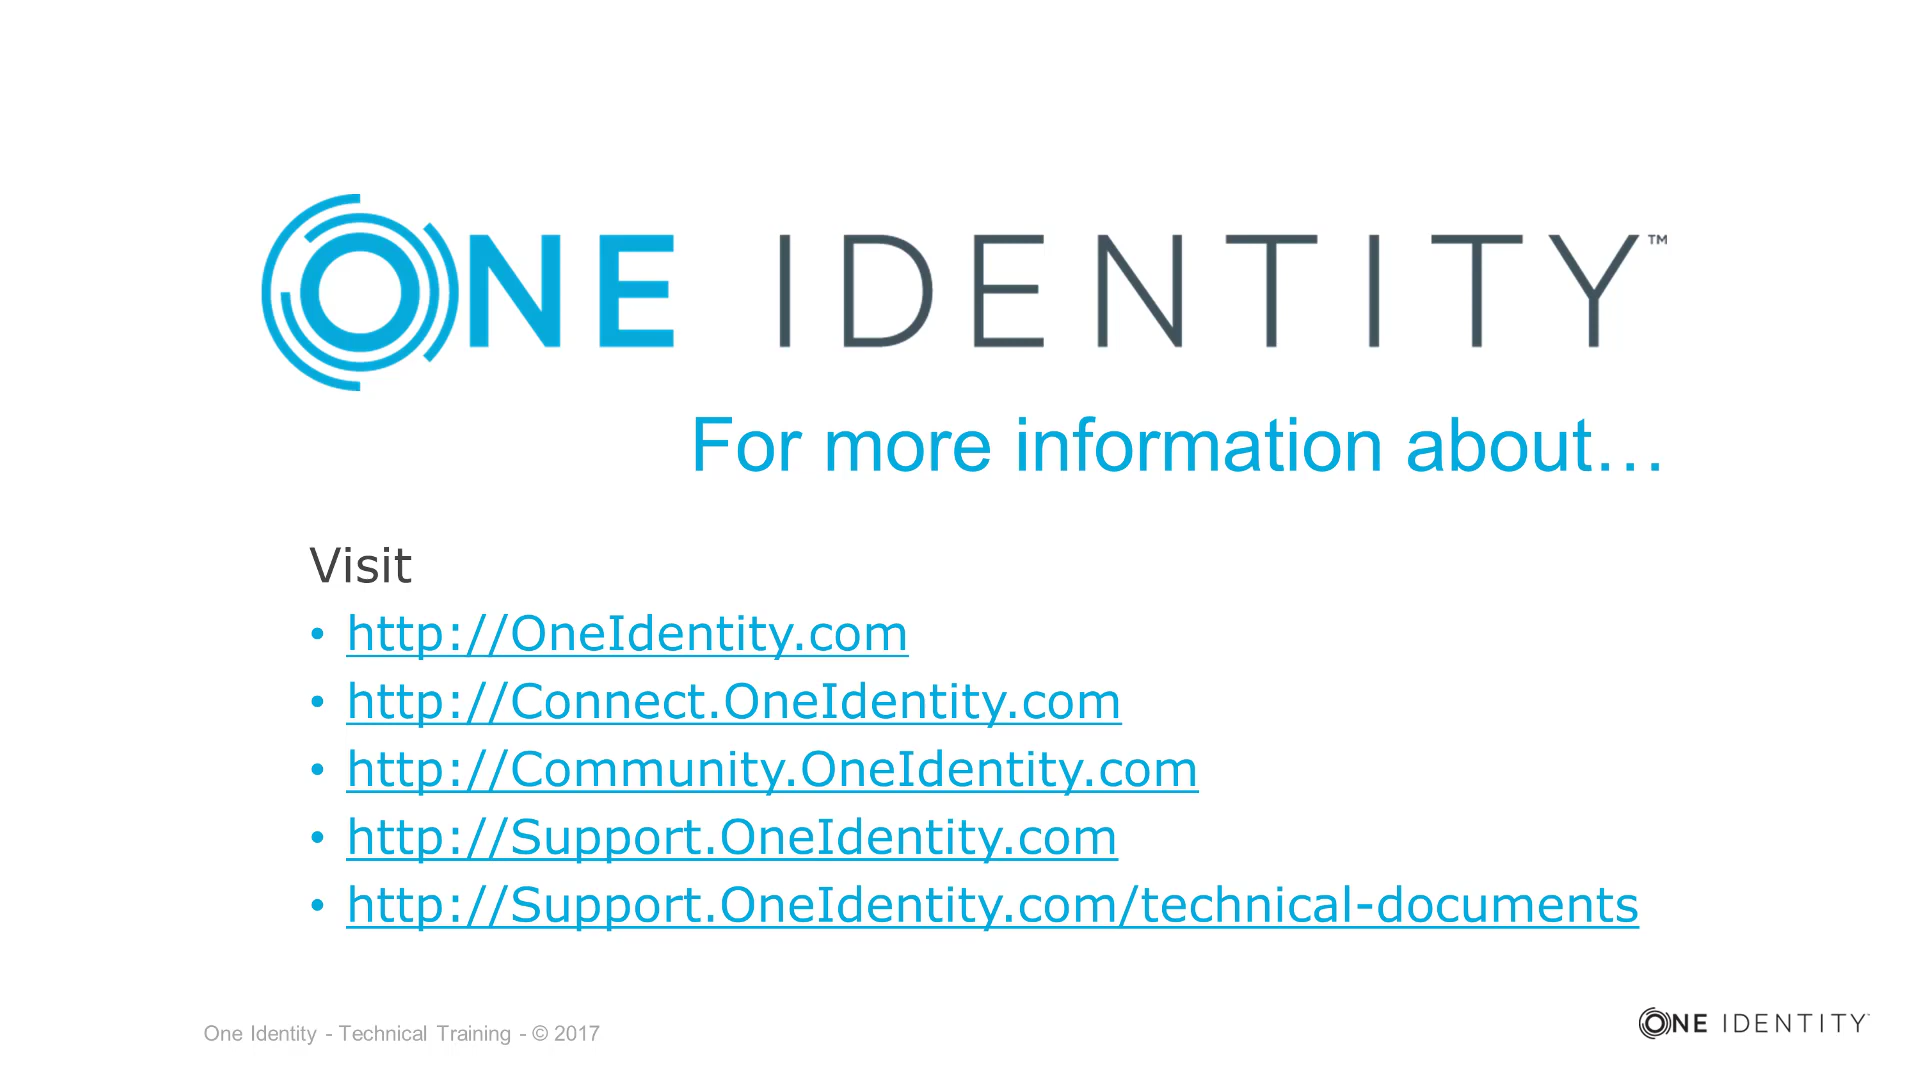 ONE IDENTITY™
For more information about…
Visit
• http://OneIdentity.com
• http://Connect.OneIdentity.com
• http://Community.OneIdentity.com
• http://Support.OneIdentity.com
• http://Support.OneIdentity.com/technical-documents
One Identity - Technical Training - © 2017
ONE IDENTITY